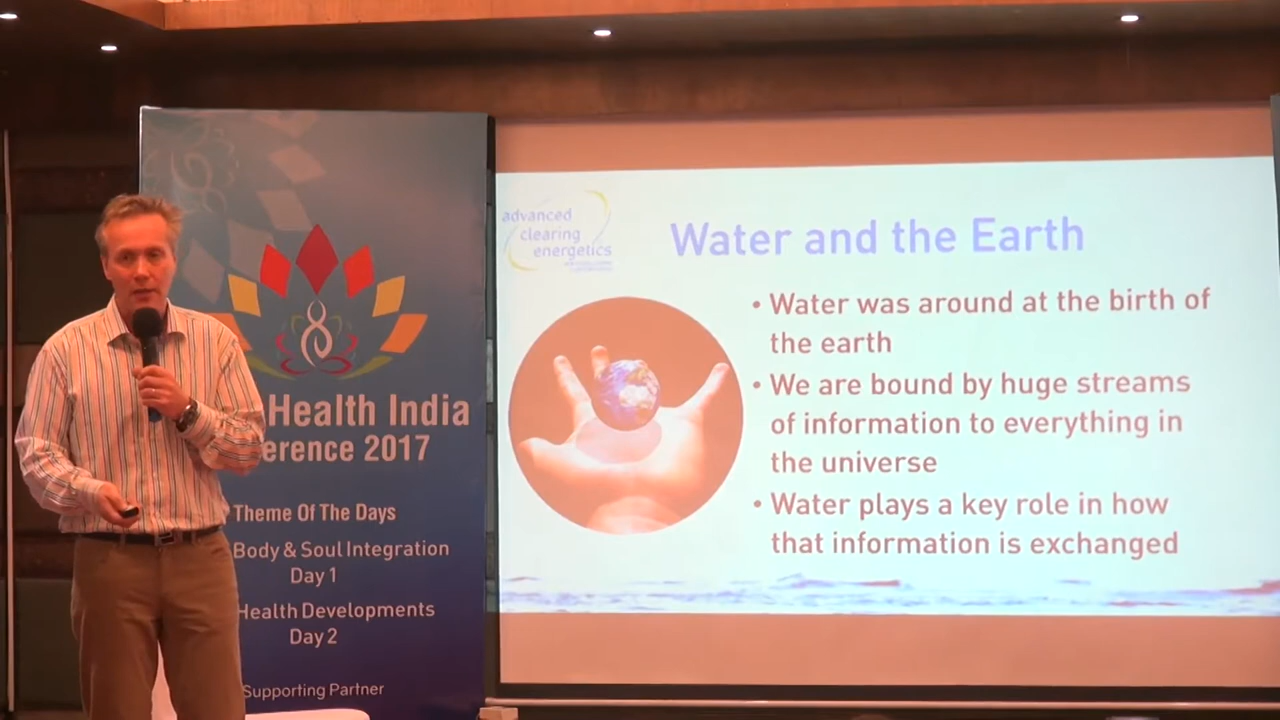 Health India
erence 2017
Theme Of The Days
Body & Soul Integration
Day 1
Health Developments
Day 2
Supporting Partner
advanced
clearing
energetics
Water and the Earth
• Water was around at the birth of
the earth
• We are bound by huge streams
of information to everything in
the universe
• Water plays a key role in how
that information is exchanged